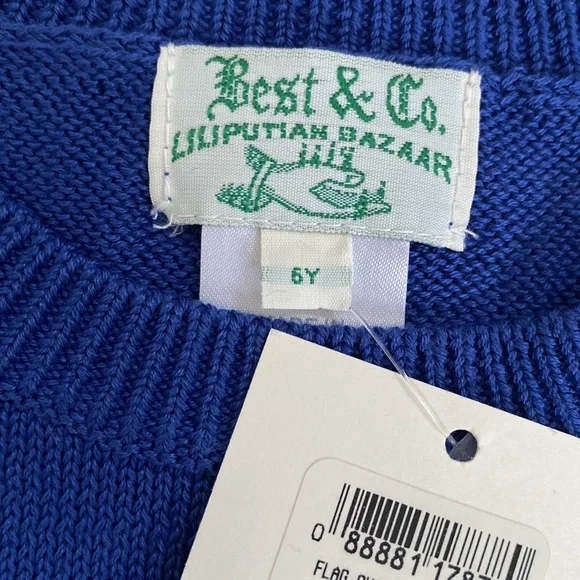 Best & Co.
LILIPUTIAN BAZAAR
6Y
0 88881 178
FLAG